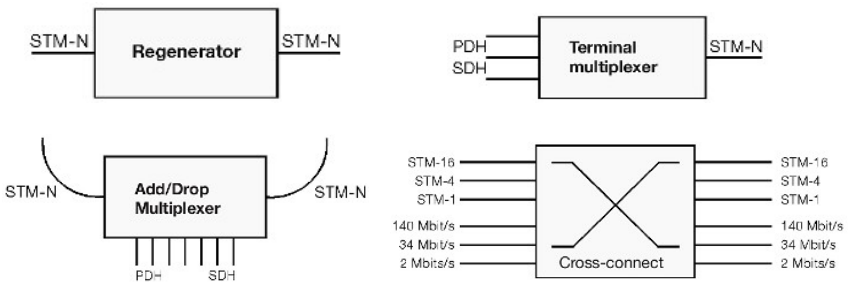 STM-N
Regenerator
STM-N
PDH
SDH
Terminal
multiplexer
STM-N
STM-N
Add/Drop
Multiplexer
STM-N
PDH
SDH
STM-16
STM-4
STM-1
140 Mbit/s
34 Mbit/s
2 Mbits/s
Cross-connect
STM-16
STM-4
STM-1
140 Mbit/s
34 Mbit/s
2 Mbits/s